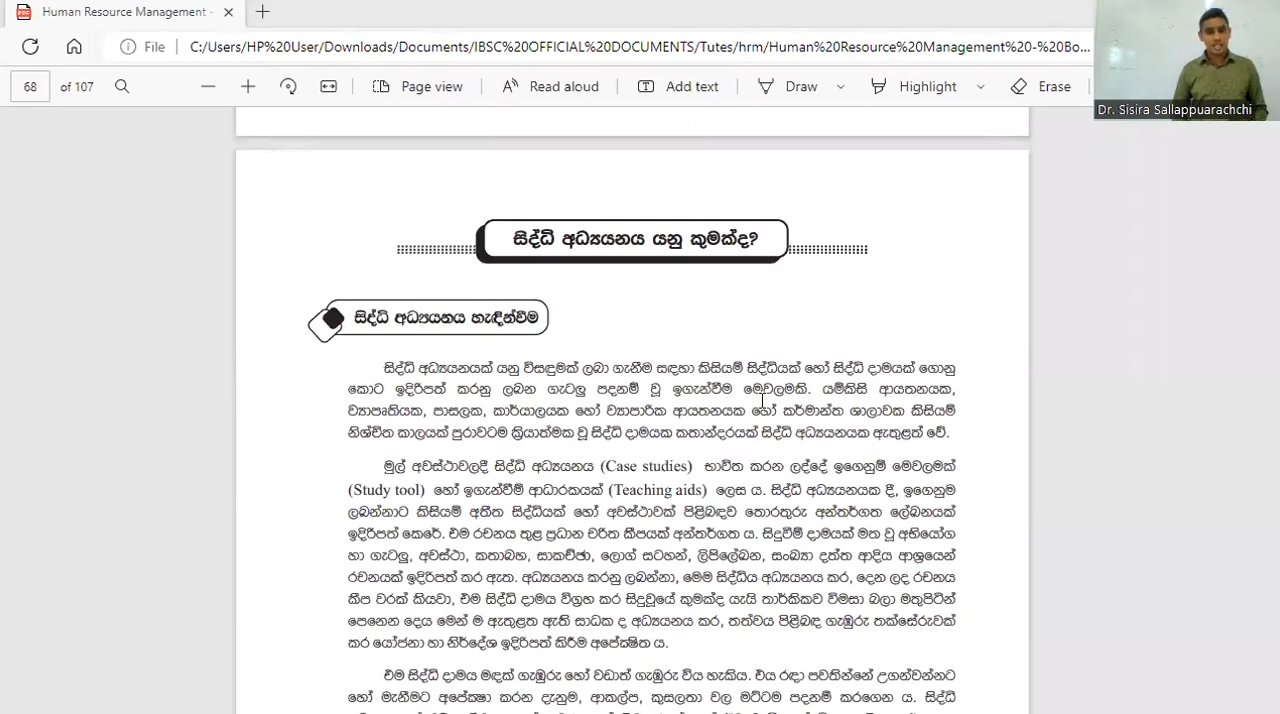 Human Resource Management -
File C:/Users/HP%20User/Downloads/Documents/IBSC%20OFFICIAL%20DOCUMENTS/Tutes/hrm/Human%20Resource%20Management%20-%20Bo...
68 of 107 Page view Read aloud Add text Draw Highlight Erase
Dr. Sisira Sallappuarachchi
සිද්ධි අධ්‍යයනය යනු කුමක්ද?
සිද්ධි අධ්‍යයනය හැඳින්වීම
සිද්ධි අධ්‍යයනයක් යනු විසඳුමක් ලබා ගැනීම සඳහා කිසියම් සිද්ධියක් හෝ සිද්ධි දාමයක් ගොනු
කොට ඉදිරිපත් කරනු ලබන ගැටලු පදනම් වූ ඉගැන්වීම් මෙවලමකි. යම්කිසි ආයතනයක,
ව්‍යාපෘතියක, පාසලක, කාර්යාලයක හෝ ව්‍යාපාරික ආයතනයක හෝ කර්මාන්ත ශාලාවක කිසියම්
නිශ්චිත කාලයක් පුරාවටම ක්‍රියාත්මක වූ සිද්ධි දාමයක කතාන්දරයක් සිද්ධි අධ්‍යයනයක ඇතුළත් වේ.
මුල් අවස්ථාවලදී සිද්ධි අධ්‍යයනය (Case studies) භාවිත කරන ලද්දේ ඉගෙනුම් මෙවලමක්
(Study tool) හෝ ඉගැන්වීම් ආධාරකයක් (Teaching aids) ලෙස ය. සිද්ධි අධ්‍යයනයක දී, ඉගෙනුම
ලබන්නාට කිසියම් අතීත සිද්ධියක් හෝ අවස්ථාවක් පිළිබඳව තොරතුරු අන්තර්ගත ලේඛනයක්
ඉදිරිපත් කෙරේ. එම රචනය තුළ ප්‍රධාන චරිත කීපයක් අන්තර්ගත ය. සිදුවීම් දාමයක් මත වූ අභියෝග
හා ගැටලු, අවස්ථා, කතාබහ, සාකච්ඡා, ලොග් සටහන්, ලිපිලේඛන, සංඛ්‍යා දත්ත ආදිය ආශ්‍රයෙන්
රචනයක් ඉදිරිපත් කර ඇත. අධ්‍යයනය කරනු ලබන්නා, මෙම සිද්ධිය අධ්‍යයනය කර, දෙන ලද රචනය
කීප වරක් කියවා, එම සිද්ධි දාමය විග්‍රහ කර සිදුවූයේ කුමක්ද යැයි තාර්කිකව විමසා බලා මතුපිටින්
පෙනෙන දෙය මෙන් ම ඇතුළත ඇති සාධක ද අධ්‍යයනය කර, තත්වය පිළිබඳ ගැඹුරු තක්සේරුවක්
කර යෝජනා හා නිර්දේශ ඉදිරිපත් කිරීම අපේක්ෂිත ය.
එම සිද්ධි දාමය මඳක් ගැඹුරු හෝ වඩාත් ගැඹුරු විය හැකිය. එය රඳා පවතින්නේ උගන්වන්නට
හෝ මැනීමට අපේක්ෂා කරන දැනුම, ආකල්ප, කුසලතා වල මට්ටම පදනම් කරගෙන ය. සිද්ධි